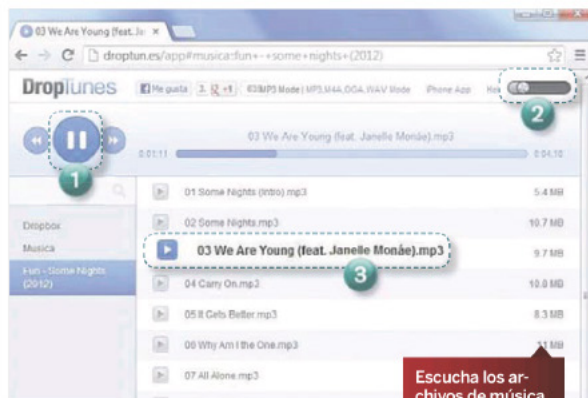 03 We Are Young (feat. Ja
droptun.es/app#musica:fun+-+some+nights+(2012)
DropTunes
Me gusta
+1
MP3 Mode | MP3,M4A,OGA,WAV Mode
iPhone App
2
03 We Are Young (feat. Janelle Monáe).mp3
0:01:11
0:04:10
1
01 Some Nights (Intro).mp3 5.4 MB
Dropbox
02 Some Nights.mp3 10.7 MB
Musica
03 We Are Young (feat. Janelle Monáe).mp3 9.7 MB
Fun - Some Nights
(2012)
3
04 Carry On.mp3 10.0 MB
05 It Gets Better.mp3 8.3 MB
06 Why Am I the One.mp3 11 MB
07 All Alone.mp3
Escucha los ar-
chivos de música